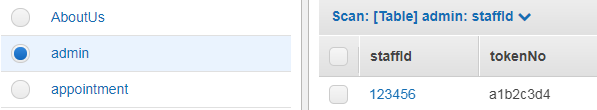 AboutUs
admin
appointment
Scan: [Table] admin: staffId
staffId tokenNo
123456 a1b2c3d4